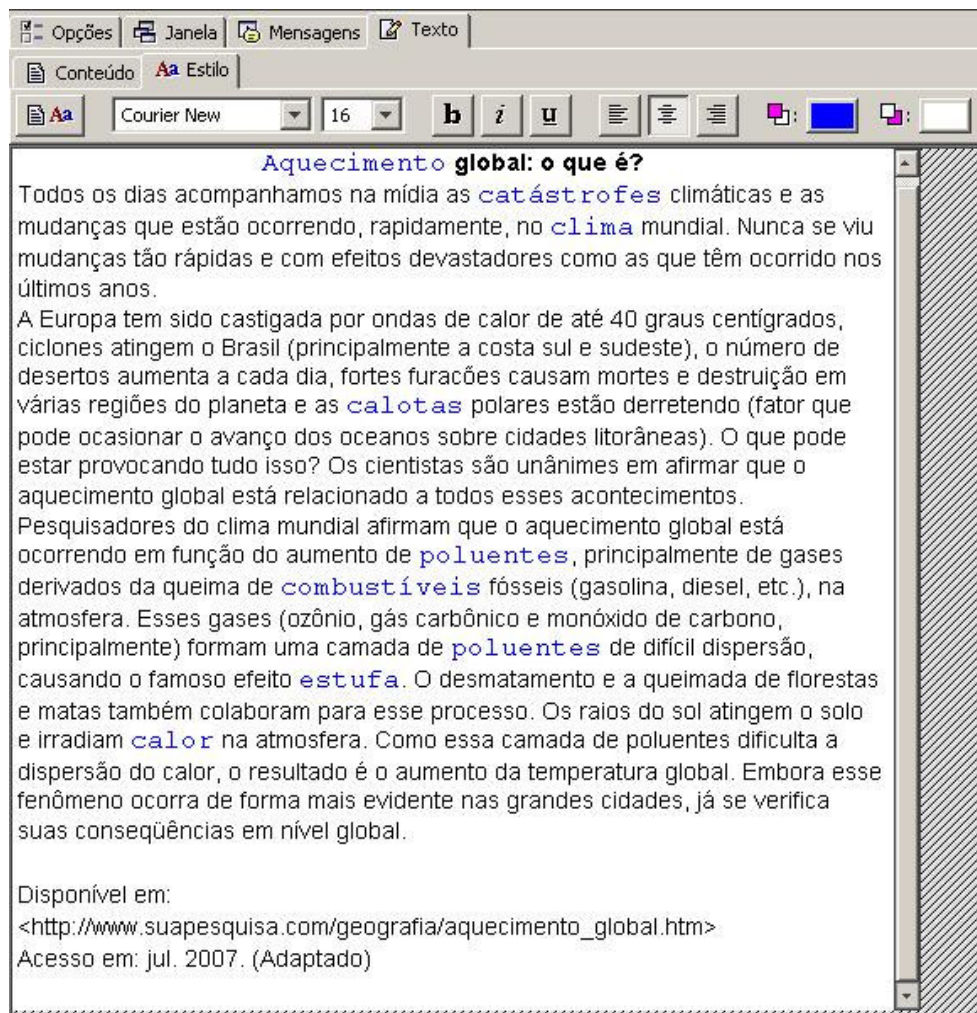 Opções Janela Mensagens Texto
Conteúdo Aa Estilo
Aa Courier New 16 b i u : :
Aquecimento global: o que é?
Todos os dias acompanhamos na mídia as catástrofes climáticas e as
mudanças que estão ocorrendo, rapidamente, no clima mundial. Nunca se viu
mudanças tão rápidas e com efeitos devastadores como as que têm ocorrido nos
últimos anos.
A Europa tem sido castigada por ondas de calor de até 40 graus centígrados,
ciclones atingem o Brasil (principalmente a costa sul e sudeste), o número de
desertos aumenta a cada dia, fortes furacões causam mortes e destruição em
várias regiões do planeta e as calotas polares estão derretendo (fator que
pode ocasionar o avanço dos oceanos sobre cidades litorâneas). O que pode
estar provocando tudo isso? Os cientistas são unânimes em afirmar que o
aquecimento global está relacionado a todos esses acontecimentos.
Pesquisadores do clima mundial afirmam que o aquecimento global está
ocorrendo em função do aumento de poluentes, principalmente de gases
derivados da queima de combustíveis fósseis (gasolina, diesel, etc.), na
atmosfera. Esses gases (ozônio, gás carbônico e monóxido de carbono,
principalmente) formam uma camada de poluentes de difícil dispersão,
causando o famoso efeito estufa. O desmatamento e a queimada de florestas
e matas também colaboram para esse processo. Os raios do sol atingem o solo
e irradiam calor na atmosfera. Como essa camada de poluentes dificulta a
dispersão do calor, o resultado é o aumento da temperatura global. Embora esse
fenômeno ocorra de forma mais evidente nas grandes cidades, já se verifica
suas conseqüências em nível global.
Disponível em:
<http://www.suapesquisa.com/geografia/aquecimento_global.htm>
Acesso em: jul. 2007. (Adaptado)